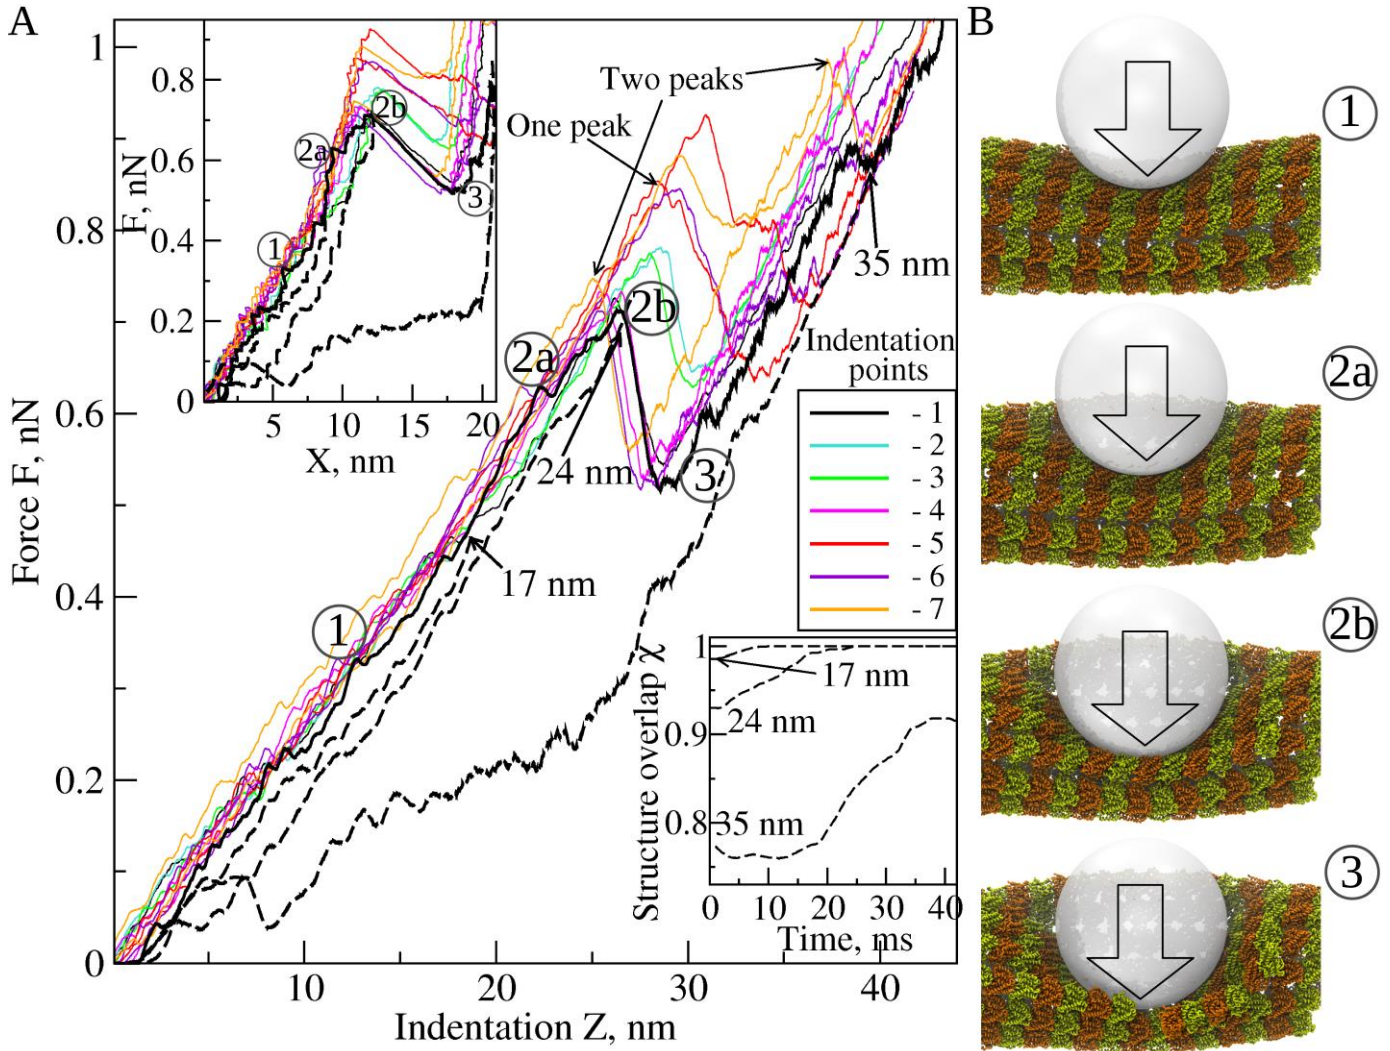 A
B
1
0.8
0.6
0.4
0.2
0
Force F, nN
10
20
30
40
Indentation Z, nm
0.8
0.6
0.4
0.2
0
F, nN
5
10
15
20
X, nm
1
2a
2b
3
Two peaks
One peak
1
2a
2b
3
24 nm
17 nm
35 nm
Indentation
points
- 1
- 2
- 3
- 4
- 5
- 6
- 7
1
0.9
0.8
Structure overlap χ
17 nm
24 nm
35 nm
0
10
20
30
40
Time, ms
1
2a
2b
3